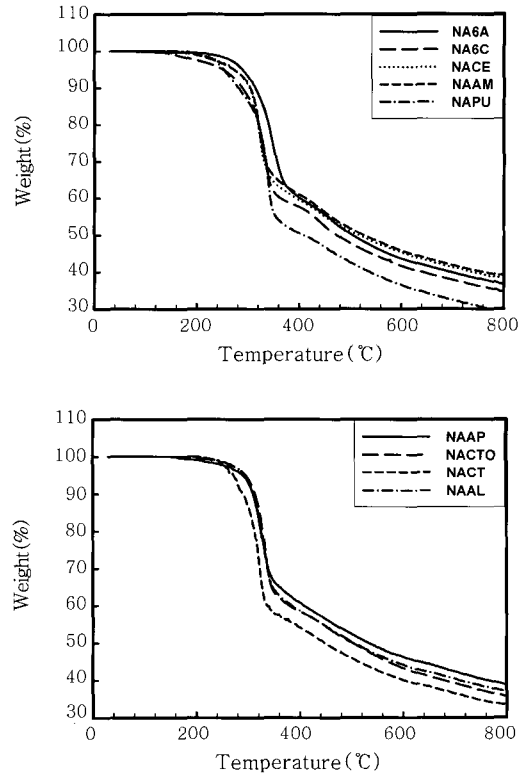 110
100
90
80
70
60
50
40
30
Weight(%)
NA6A
NA6C
NACE
NAAM
NAPU
0
200
400
600
800
Temperature(℃)
110
100
90
80
70
60
50
40
30
Weight(%)
NAAP
NACTO
NACT
NAAL
0
200
400
600
800
Temperature(℃)